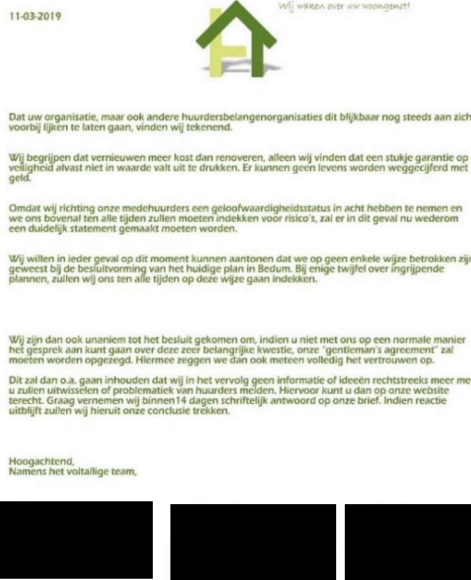 Wij waken over uw woongenot!
11-03-2019
Dat uw organisatie, maar ook andere huurdersbelangenorganisaties dit blijkbaar nog steeds aan zich
voorbij lijken te laten gaan, vinden wij tekenend.
Wij begrijpen dat vernieuwen meer kost dan renoveren, alleen wij vinden dat een stukje garantie op
veiligheid alvast niet in waarde valt uit te drukken. Er kunnen geen levens worden weggecijferd met
geld.
Omdat wij richting onze medehuurders een geloofwaardigheidsstatus in acht hebben te nemen en
we ons bovenal ten alle tijden zullen moeten indekken voor risico's, zal er in dit geval nu wederom
een duidelijk statement gemaakt moeten worden.
Wij willen in ieder geval op dit moment kunnen aantonen dat we op geen enkele wijze betrokken zijn
geweest bij de besluitvorming van het huidige plan in Bedum. Bij enige twijfel over ingrijpende
plannen, zullen wij ons ten alle tijden op deze wijze gaan indekken.
Wij zijn dan ook unaniem tot het besluit gekomen om, indien u niet met ons op een normale manier
het gesprek aan kunt gaan over deze zeer belangrijke kwestie, onze "gentleman's agreement" zal
moeten worden opgezegd. Hiermee zeggen we dan ook meteen volledig het vertrouwen op.
Dit zal dan o.a. gaan inhouden dat wij in het vervolg geen informatie of ideeën rechtstreeks meer me
u zullen uitwisselen of problematiek van huurders melden. Hiervoor kunt u dan op onze website
terecht. Graag vernemen wij binnen 14 dagen schriftelijk antwoord op onze brief. Indien reactie
uitblijft zullen wij hieruit onze conclusie trekken.
Hoogachtend,
Namens het voltallige team,